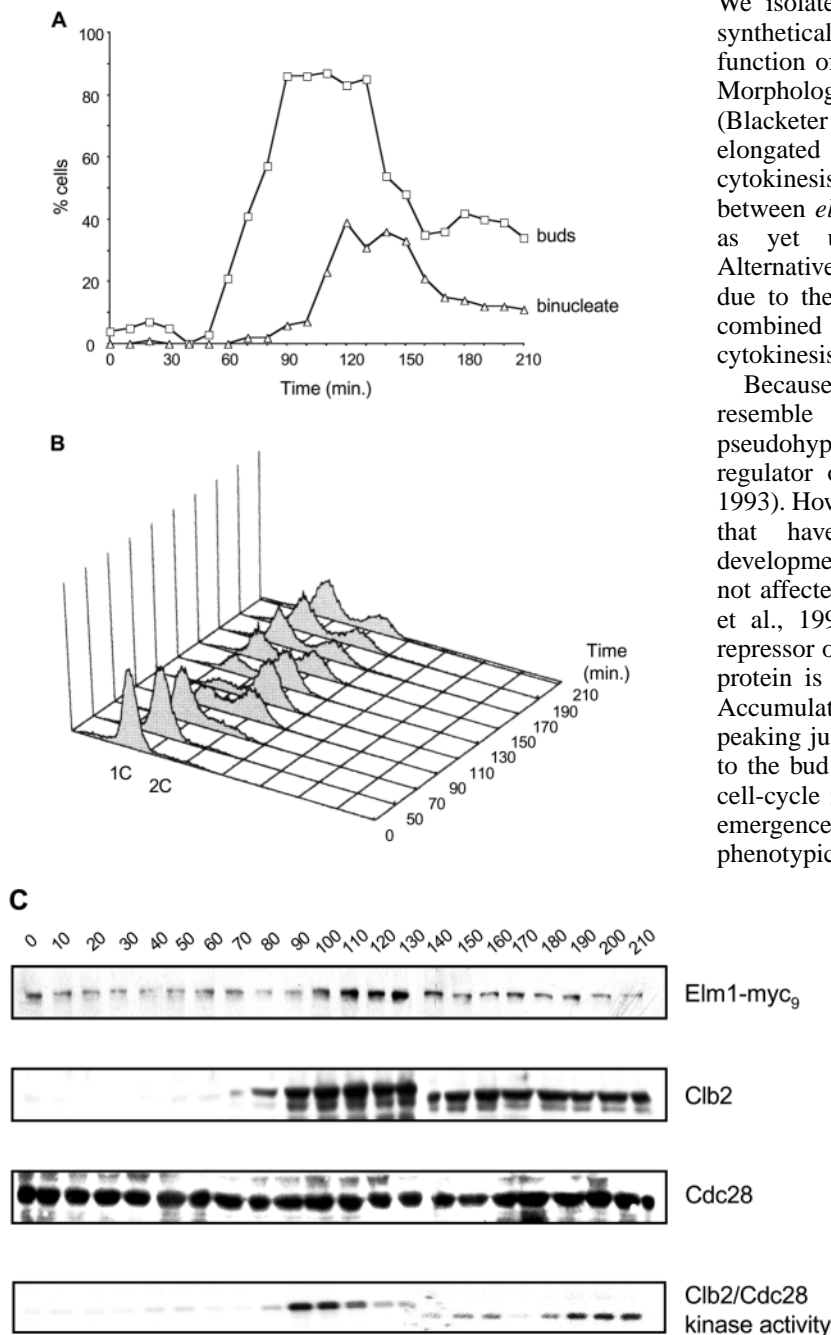 A
100
80
60
40
20
0
% cells
buds
binucleate
0 30 60 90 120 150 180 210
Time (min.)
B
1C 2C
Time
(min.)
210
190
170
150
130
110
90
70
50
0
C
0 10 20 30 40 50 60 70 80 90 100 110 120 130 140 150 160 170 180 190 200 210
Elm1-myc₉
Clb2
Cdc28
Clb2/Cdc28
kinase activity
We isolate
synthetical
function of
Morpholog
(Blacketer
elongated
cytokinesis
between el
as yet u
Alternative
due to the
combined
cytokinesis
Because
resemble
pseudohyp
regulator o
1993). How
that have
developme
not affecte
et al., 199
repressor o
protein is
Accumulat
peaking ju
to the bud
cell-cycle
emergence
phenotypic